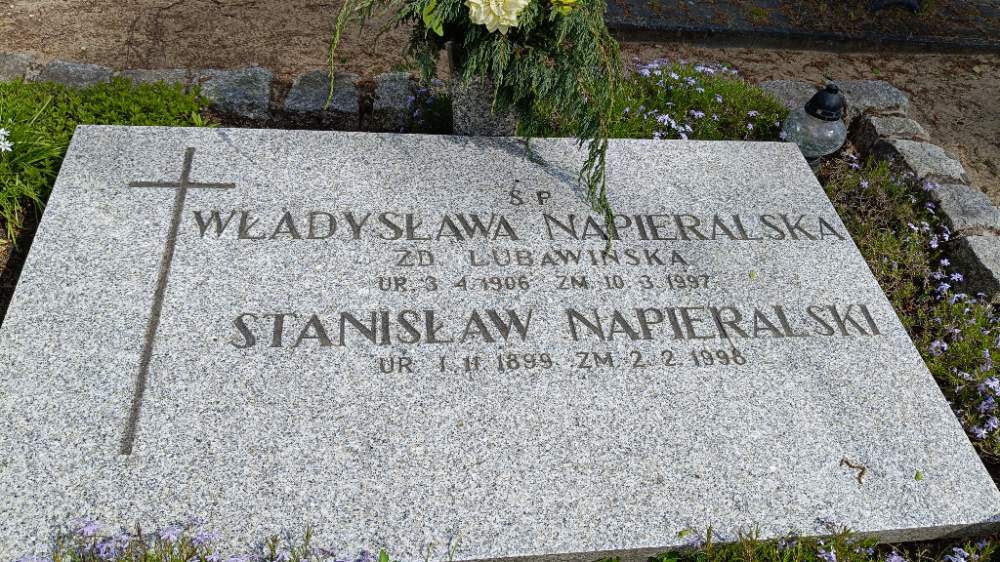 Ś P
WŁADYSŁAWA NAPIERALSKA
ZD. LUBAWIŃSKA
UR. 3 4 1906 ZM. 10 3 1997
STANISŁAW NAPIERALSKI
UR. 1 11 1899 ZM. 2 2 1998